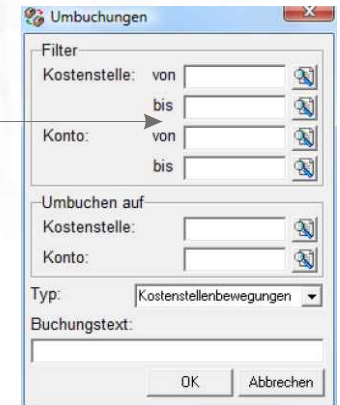 Umbuchungen
Filter
Kostenstelle: von
bis
Konto: von
bis
Umbuchen auf
Kostenstelle:
Konto:
Typ: Kostenstellenbewegungen
Buchungstext:
OK Abbrechen